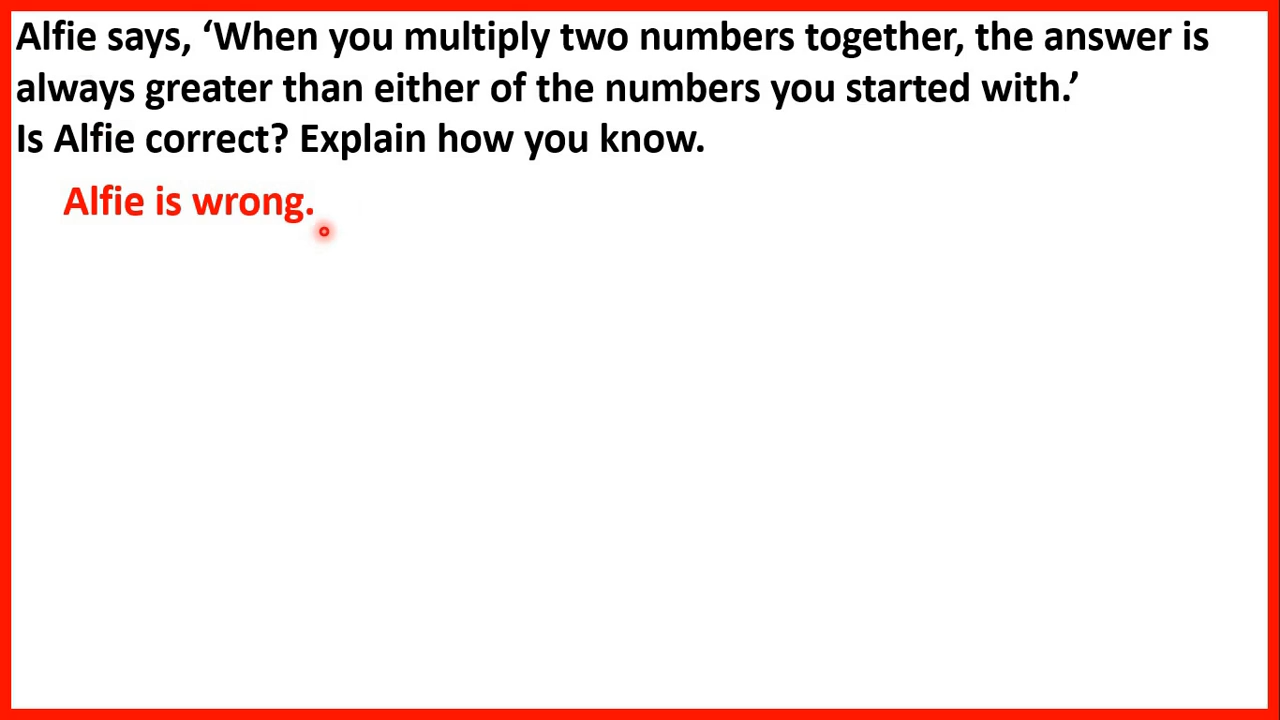 Alfie says, ‘When you multiply two numbers together, the answer is
always greater than either of the numbers you started with.’
Is Alfie correct? Explain how you know.
Alfie is wrong.